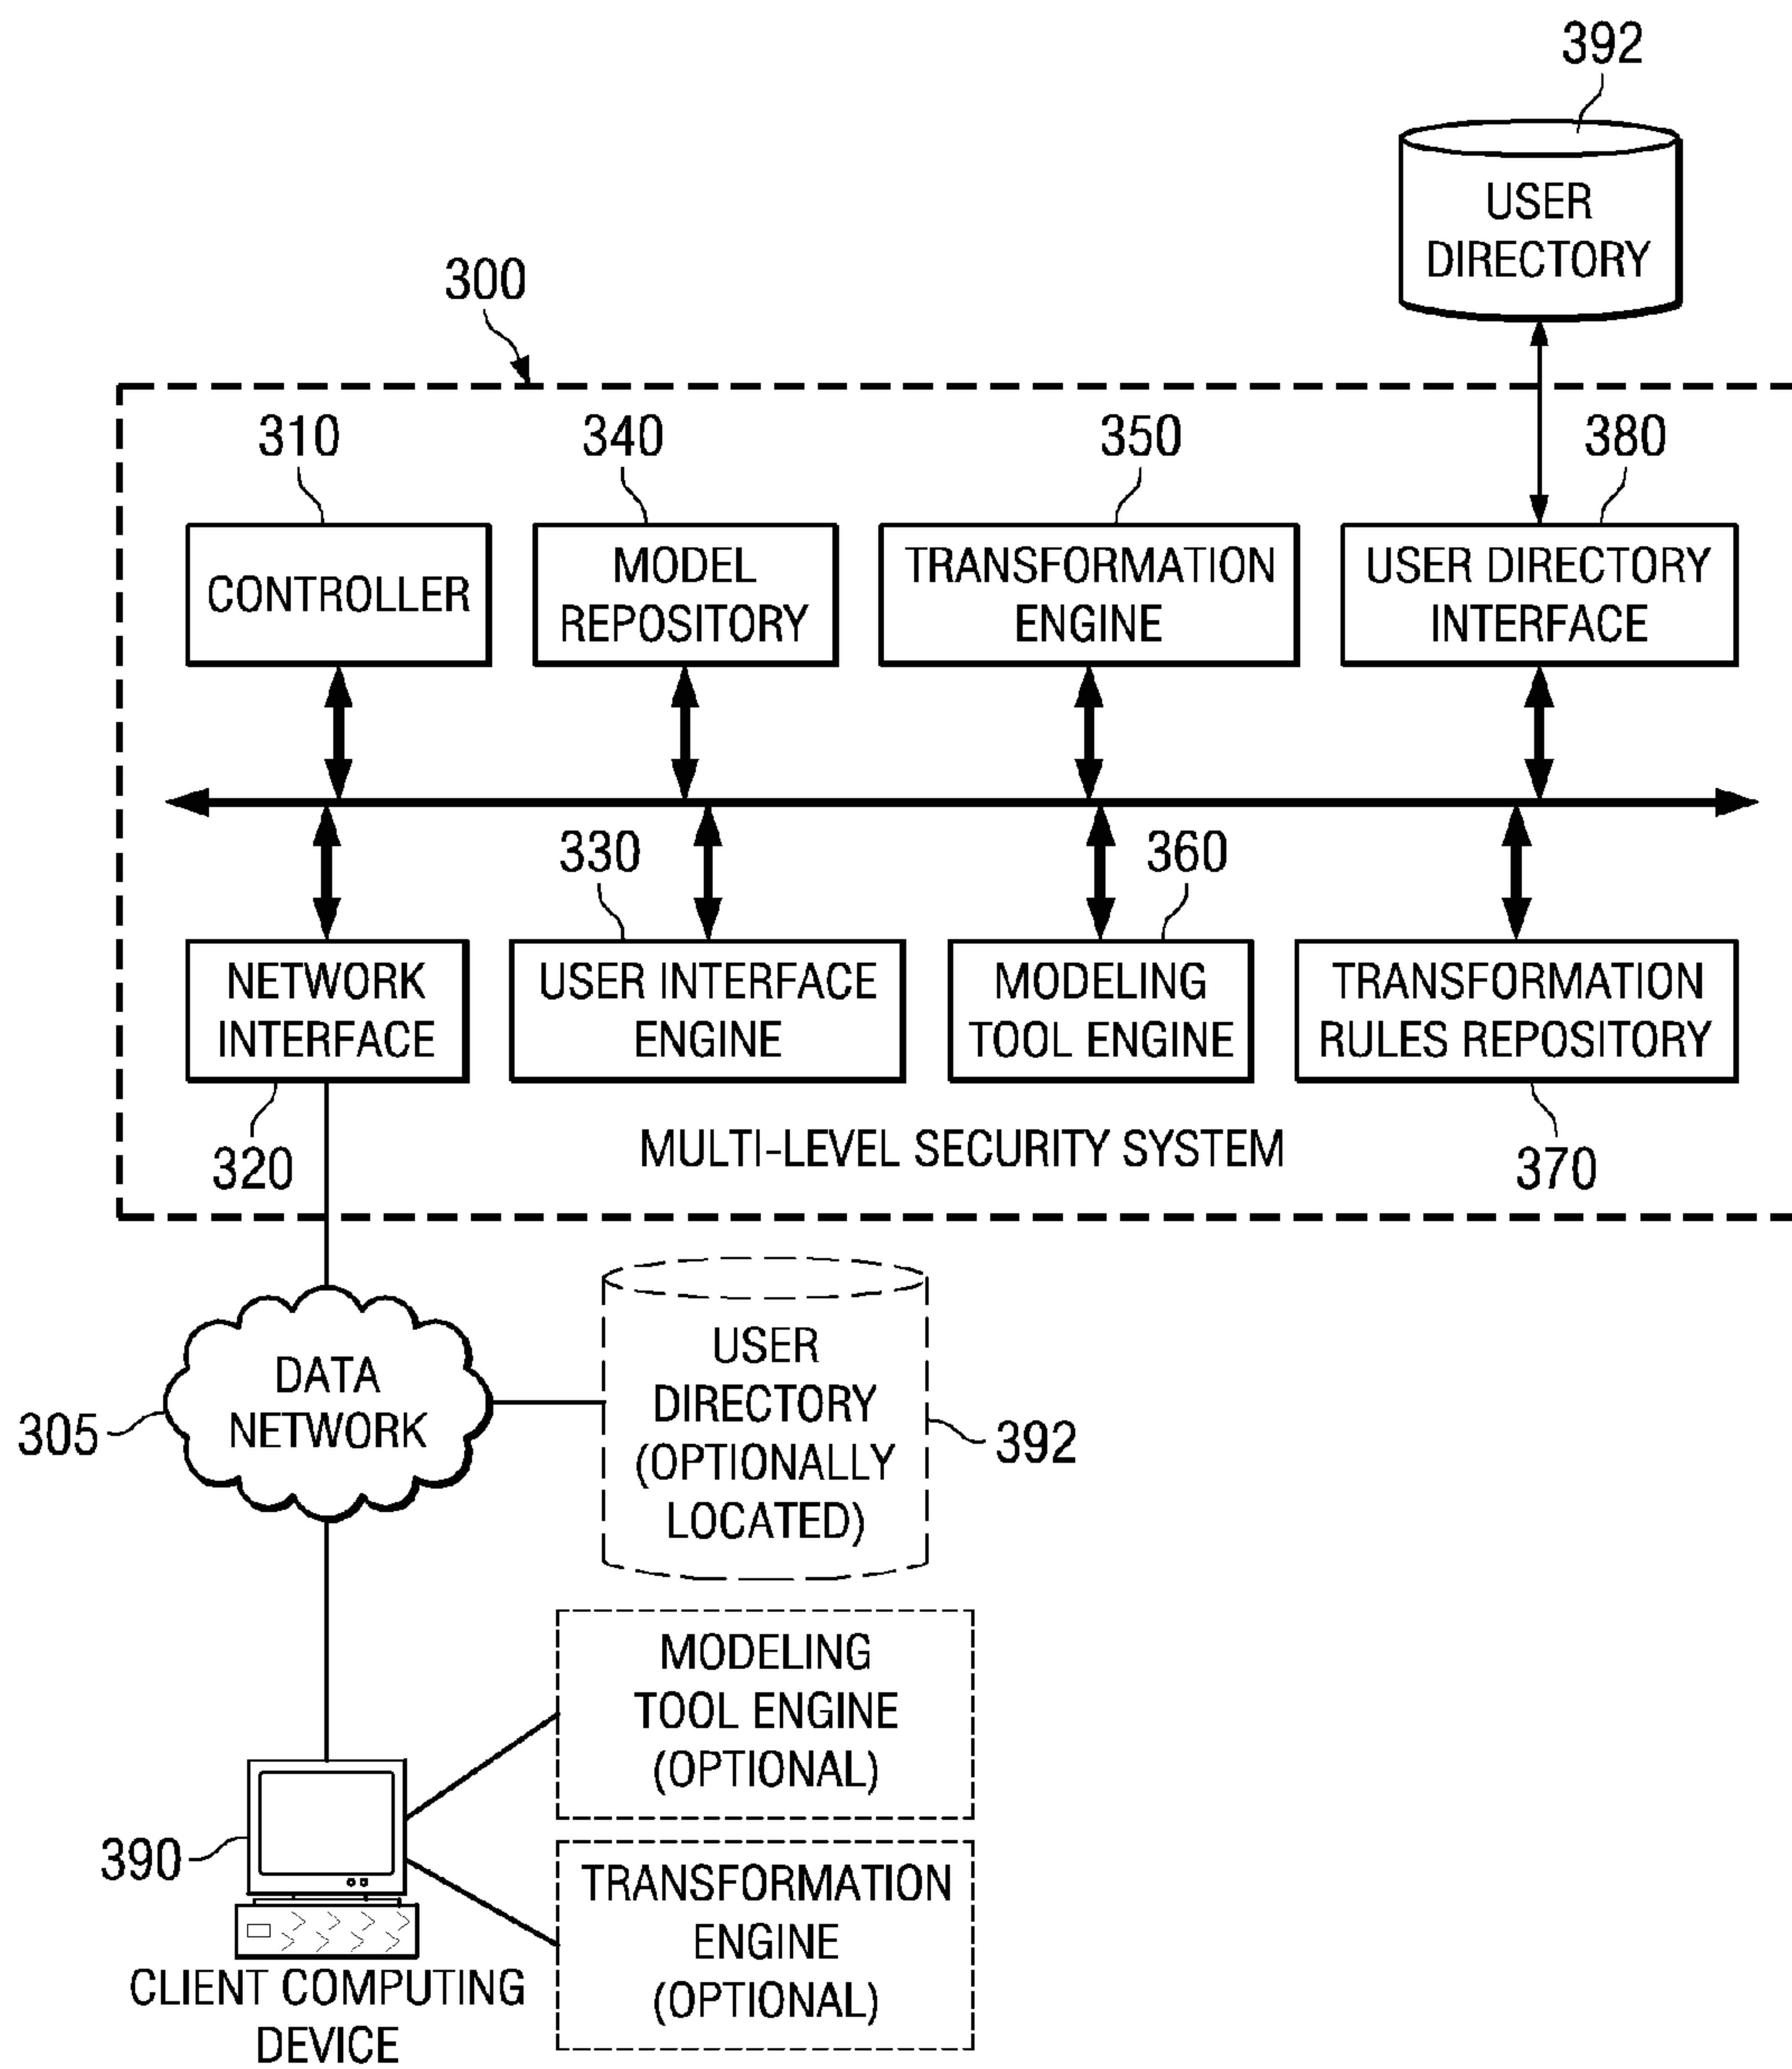 392
USER
DIRECTORY
300
310
340
350
380
CONTROLLER
MODEL
REPOSITORY
TRANSFORMATION
ENGINE
USER DIRECTORY
INTERFACE
330
360
NETWORK
INTERFACE
USER INTERFACE
ENGINE
MODELING
TOOL ENGINE
TRANSFORMATION
RULES REPOSITORY
320
MULTI-LEVEL SECURITY SYSTEM
370
DATA
NETWORK
305
USER
DIRECTORY
(OPTIONALLY
LOCATED)
392
MODELING
TOOL ENGINE
(OPTIONAL)
390
TRANSFORMATION
ENGINE
(OPTIONAL)
CLIENT COMPUTING
DEVICE